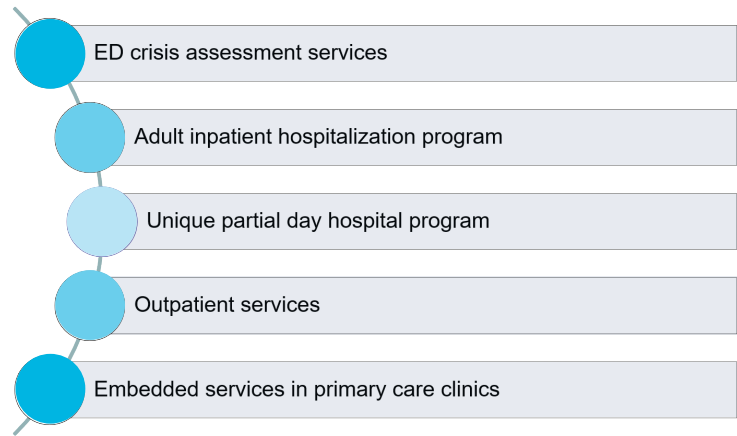 ED crisis assessment services
Adult inpatient hospitalization program
Unique partial day hospital program
Outpatient services
Embedded services in primary care clinics